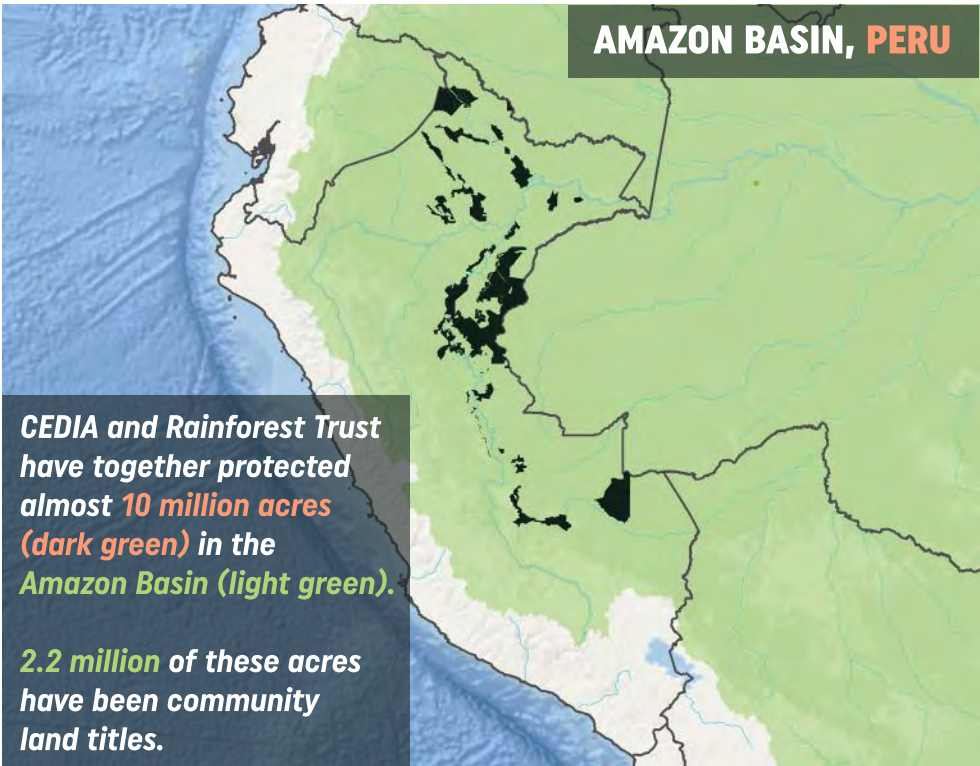 AMAZON BASIN, PERU
CEDIA and Rainforest Trust
have together protected
almost 10 million acres
(dark green) in the
Amazon Basin (light green).
2.2 million of these acres
have been community
land titles.